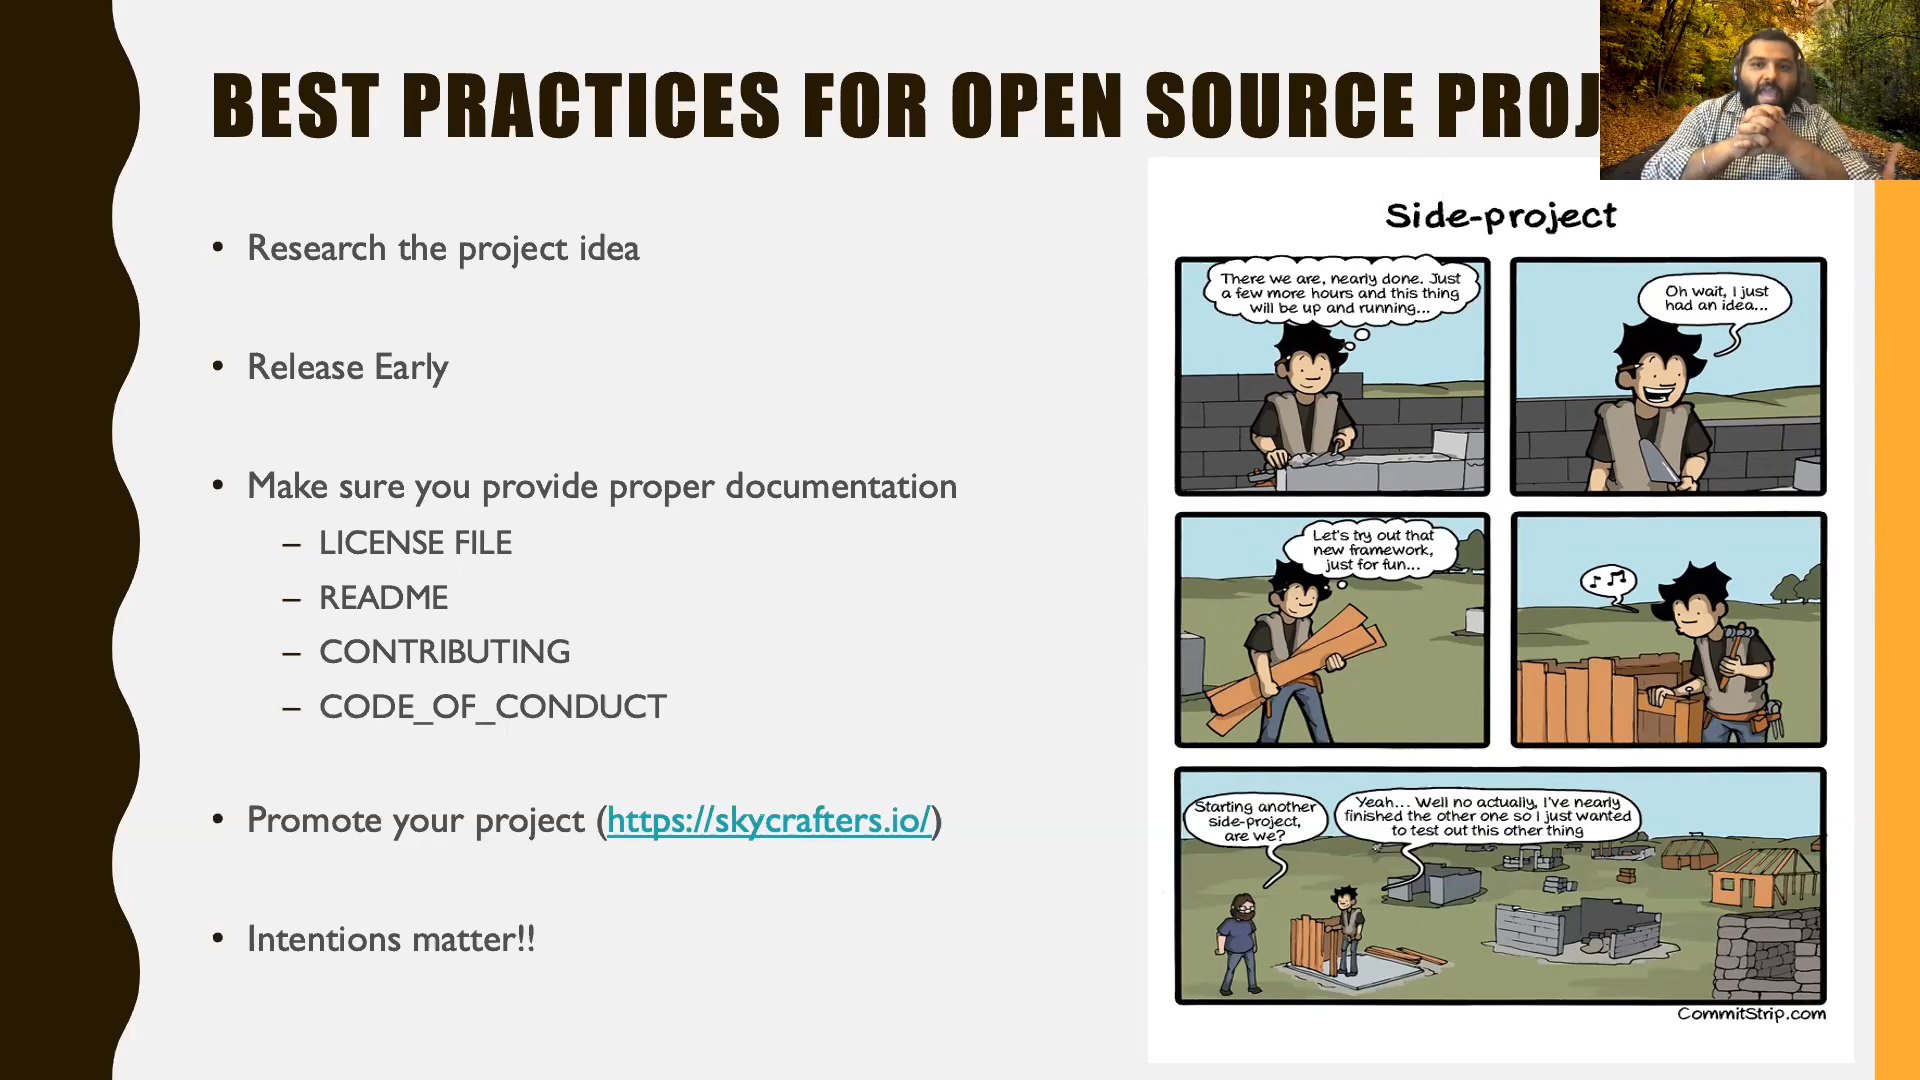 BEST PRACTICES FOR OPEN SOURCE PROJ
Research the project idea
Release Early
Make sure you provide proper documentation
– LICENSE FILE
– README
– CONTRIBUTING
– CODE_OF_CONDUCT
Promote your project (https://skycrafters.io/)
Intentions matter!!
Side-project
There we are, nearly done. Just
a few more hours and this thing
will be up and running...
Oh wait, I just
had an idea...
Let's try out that
new framework,
just for fun...
Starting another
side-project,
are we?
Yeah... Well no actually, I've nearly
finished the other one so I just wanted
to test out this other thing
CommitStrip.com